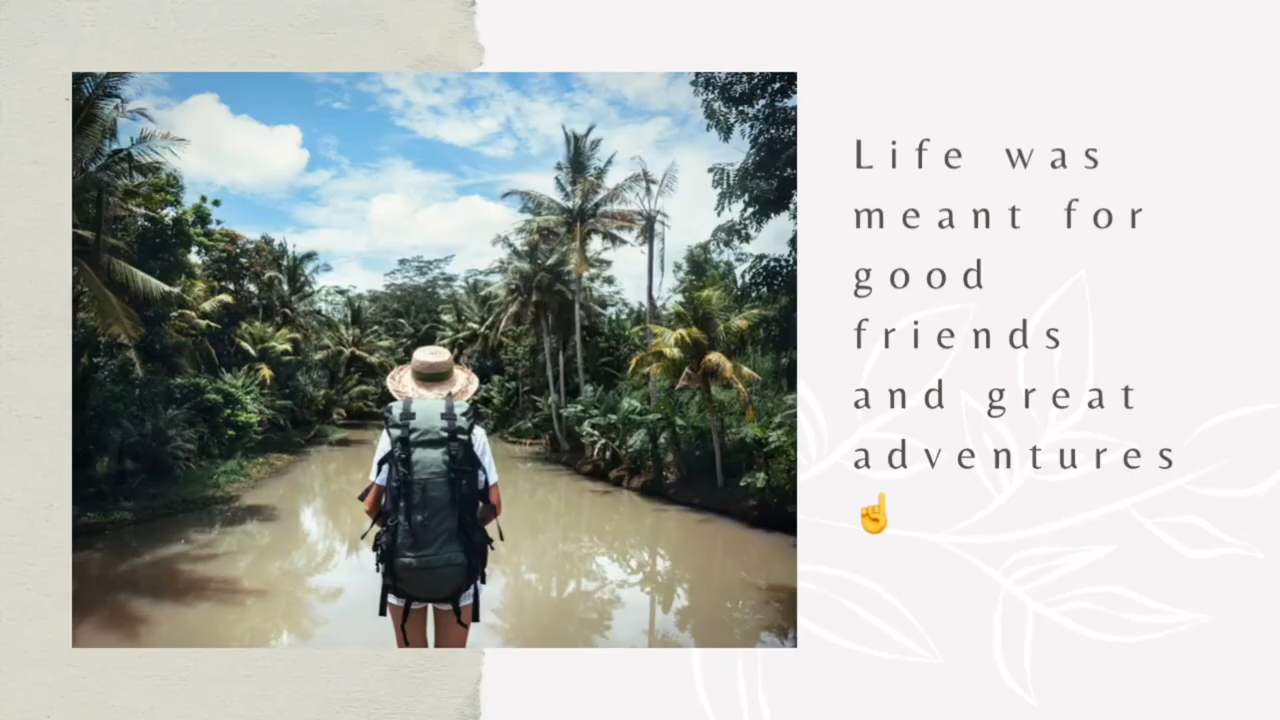 Life was
meant for
good
friends
and great
adventures
☝